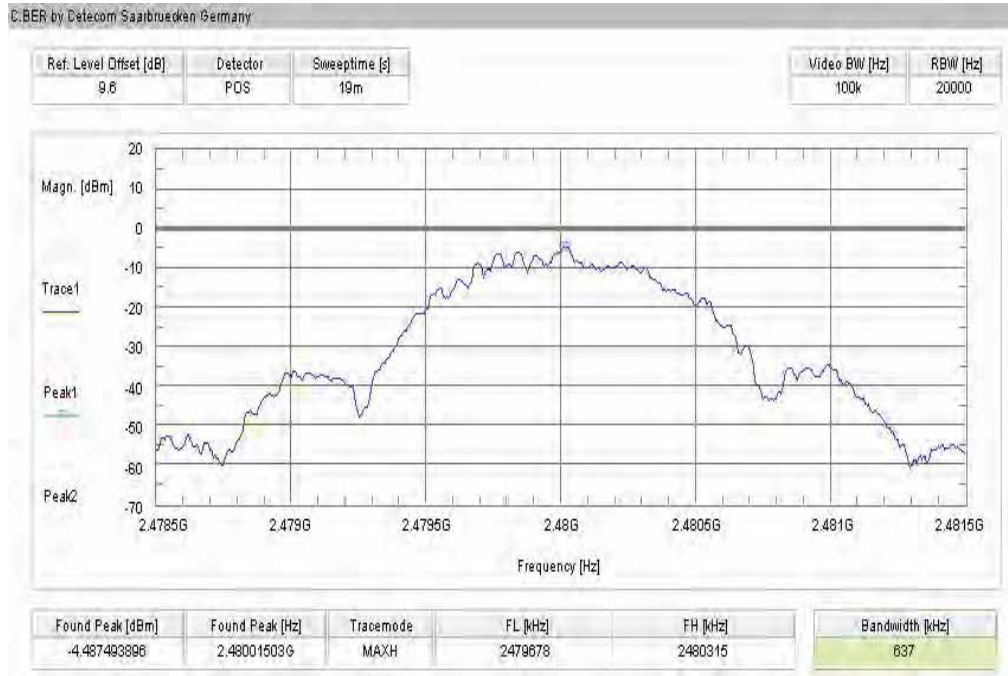 C.BER by Cetecom Saarbruecken Germany
Ref. Level Offset [dB] Detector Sweeptime [s] Video BW [Hz] RBW [Hz]
9.6 POS 19m 100k 20000
Magn. [dBm]
20
10
0
-10
-20
-30
-40
-50
-60
-70
Trace1
Peak1
Peak2
2.4785G 2.479G 2.4795G 2.48G 2.4805G 2.481G 2.4815G
Frequency [Hz]
Found Peak [dBm] Found Peak [Hz] Tracemode FL [kHz] FH [kHz] Bandwidth [kHz]
-4.487493896 2.48001503G MAXH 2479678 2480315 637